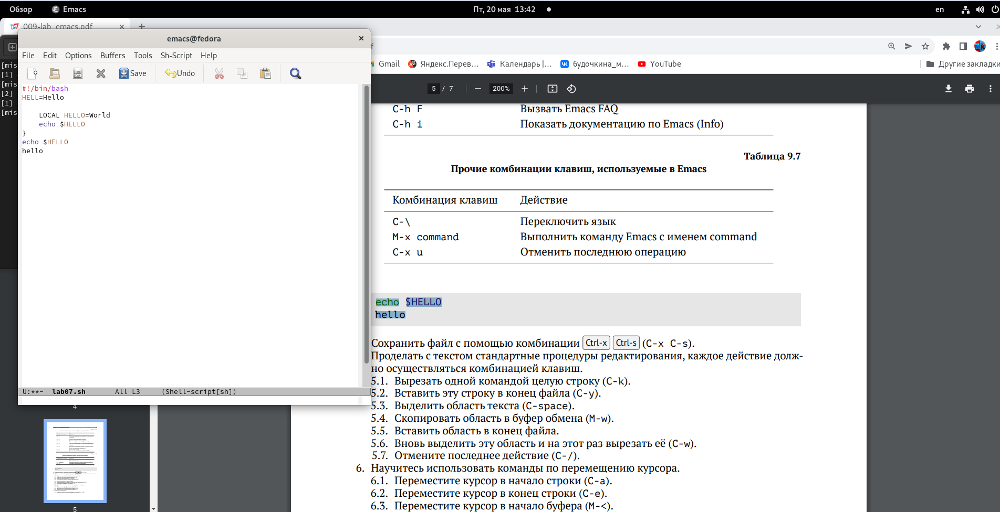 Обзор
Emacs
Пт, 20 мая 13:42
en
009-lab_emacs.pdf
emacs@fedora
File Edit Options Buffers Tools Sh-Script Help
Save
Undo
[mis
[1]
[mis
[2]
[1]
[mis
#!/bin/bash
HELL=Hello
LOCAL HELLO=World
echo $HELLO
}
echo $HELLO
hello
U:**- lab07.sh All L3 (Shell-script[sh])
Gmail
Яндекс.Перев...
Календарь |...
будочкина_м...
YouTube
Другие закладки
5 / 7
200%
C-h F Вызвать Emacs FAQ
C-h i Показать документацию по Emacs (Info)
Таблица 9.7
Прочие комбинации клавиш, используемые в Emacs
Комбинация клавиш Действие
C-\ Переключить язык
M-x command Выполнить команду Emacs с именем command
C-x u Отменить последнюю операцию
echo $HELLO
hello
Сохранить файл с помощью комбинации Ctrl-x Ctrl-s (C-x C-s).
Проделать с текстом стандартные процедуры редактирования, каждое действие долж-
но осуществляться комбинацией клавиш.
5.1. Вырезать одной командой целую строку (C-k).
5.2. Вставить эту строку в конец файла (C-y).
5.3. Выделить область текста (C-space).
5.4. Скопировать область в буфер обмена (M-w).
5.5. Вставить область в конец файла.
5.6. Вновь выделить эту область и на этот раз вырезать её (C-w).
5.7. Отмените последнее действие (C-/).
6. Научитесь использовать команды по перемещению курсора.
6.1. Переместите курсор в начало строки (C-a).
6.2. Переместите курсор в конец строки (C-e).
6.3. Переместите курсор в начало буфера (M-<).
4
5